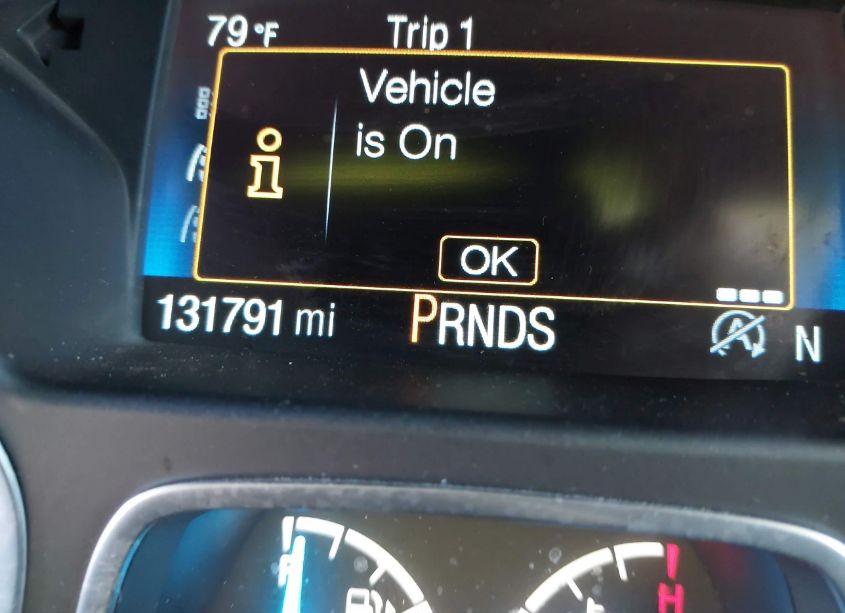 79°F Trip 1
Vehicle
is On
OK
131791 mi PRNDS A N
H